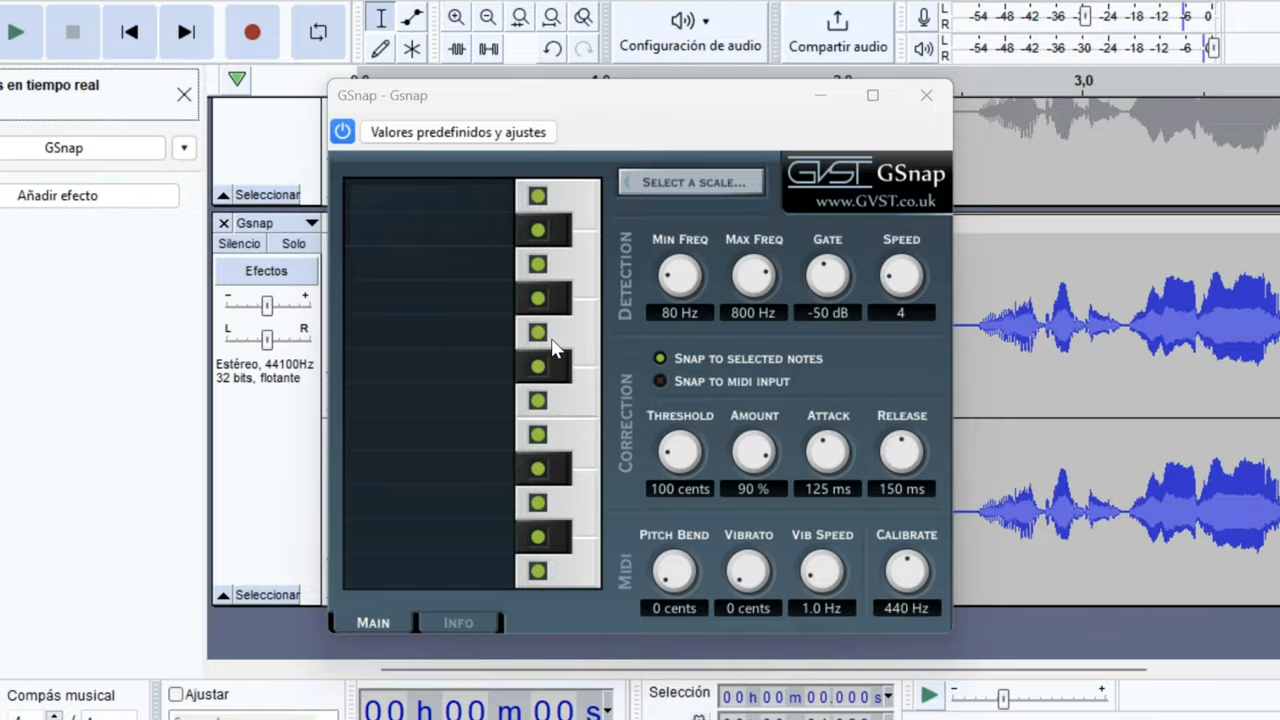 L
R
-54 -48 -42 -36 -30 -24 -18 -12 -6 0
L
R
-54 -48 -42 -36 -30 -24 -18 -12 -6 0
Configuración de audio
Compartir audio
s en tiempo real
GSnap
Añadir efecto
3,0
GSnap - Gsnap
Valores predefinidos y ajustes
SELECT A SCALE...
GVST GSnap
www.GVST.co.uk
DETECTION
MIN FREQ MAX FREQ GATE SPEED
80 Hz 800 Hz -50 dB 4
CORRECTION
SNAP TO SELECTED NOTES
SNAP TO MIDI INPUT
THRESHOLD AMOUNT ATTACK RELEASE
100 cents 90 % 125 ms 150 ms
MIDI
PITCH BEND VIBRATO VIB SPEED CALIBRATE
0 cents 0 cents 1.0 Hz 440 Hz
MAIN INFO
Seleccionar
Gsnap
Silencio Solo
Efectos
- +
L R
Estéreo, 44100Hz
32 bits, flotante
Seleccionar
Compás musical
Ajustar
00 h 00 m 00 s
Selección
00 h 00 m 00.000 s
- +